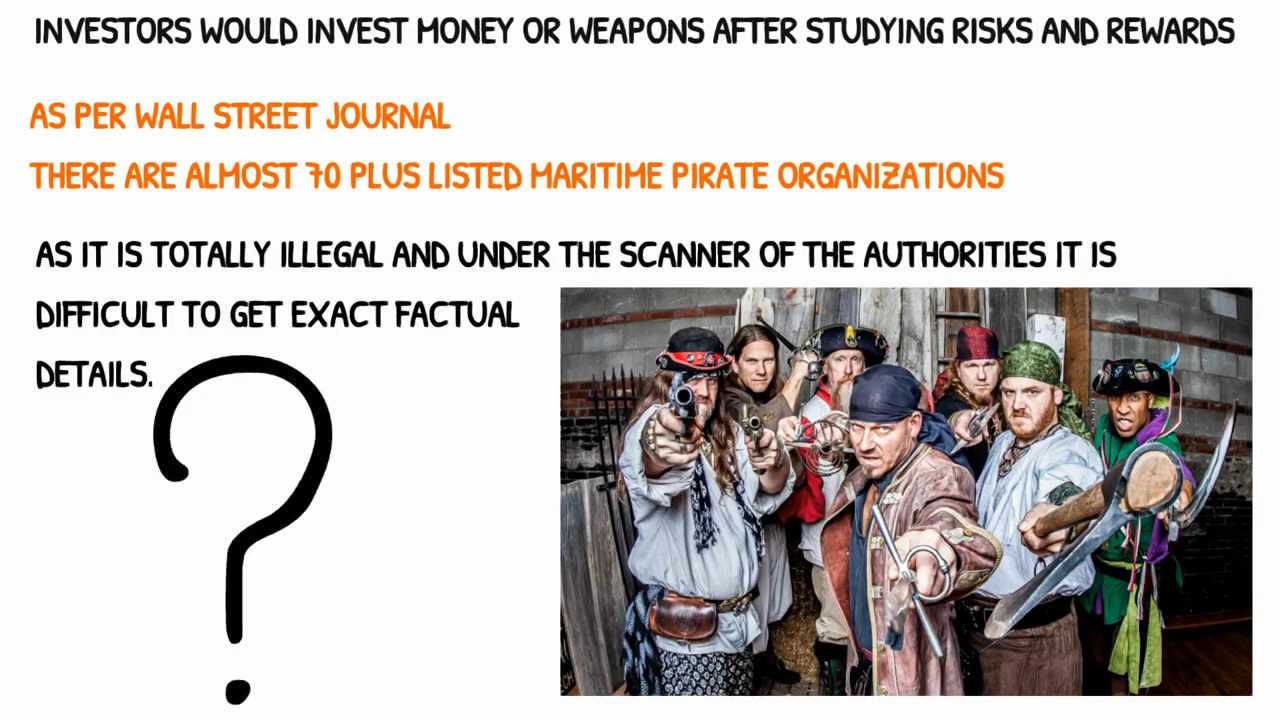 INVESTORS WOULD INVEST MONEY OR WEAPONS AFTER STUDYING RISKS AND REWARDS
AS PER WALL STREET JOURNAL
THERE ARE ALMOST 70 PLUS LISTED MARITIME PIRATE ORGANIZATIONS
AS IT IS TOTALLY ILLEGAL AND UNDER THE SCANNER OF THE AUTHORITIES IT IS
DIFFICULT TO GET EXACT FACTUAL
DETAILS.
?